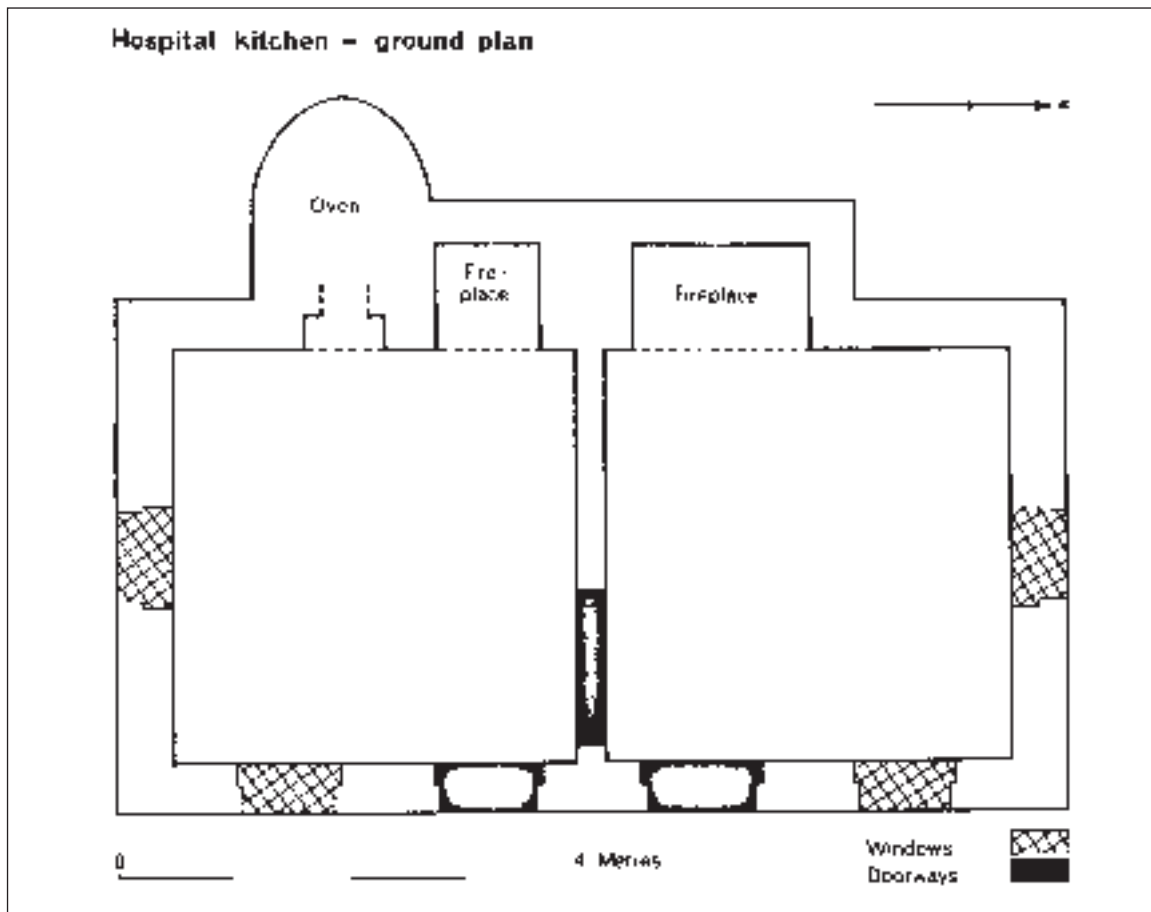 Hospital kitchen – ground plan
Oven
Fire-
place
Fireplace
0
4 Metres
Windows
Doorways